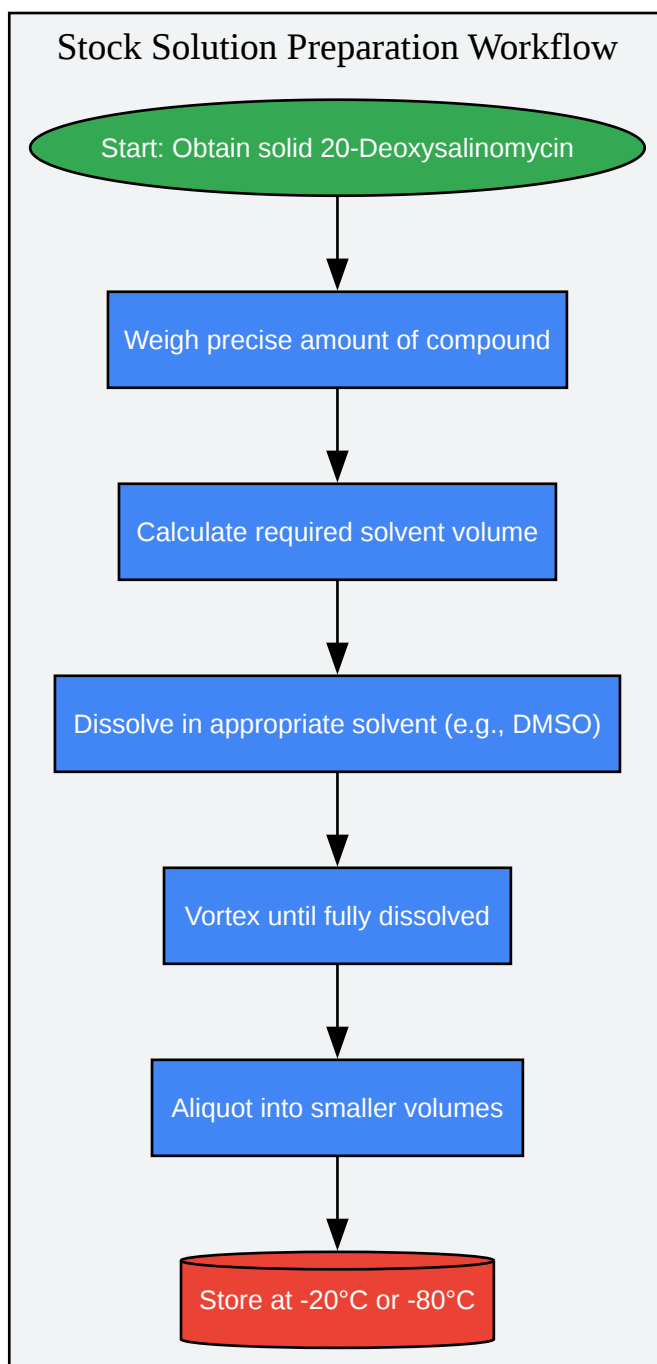 Stock Solution Preparation Workflow
Start: Obtain solid 20-Deoxysalinomycin
Weigh precise amount of compound
Calculate required solvent volume
Dissolve in appropriate solvent (e.g., DMSO)
Vortex until fully dissolved
Aliquot into smaller volumes
Store at -20°C or -80°C